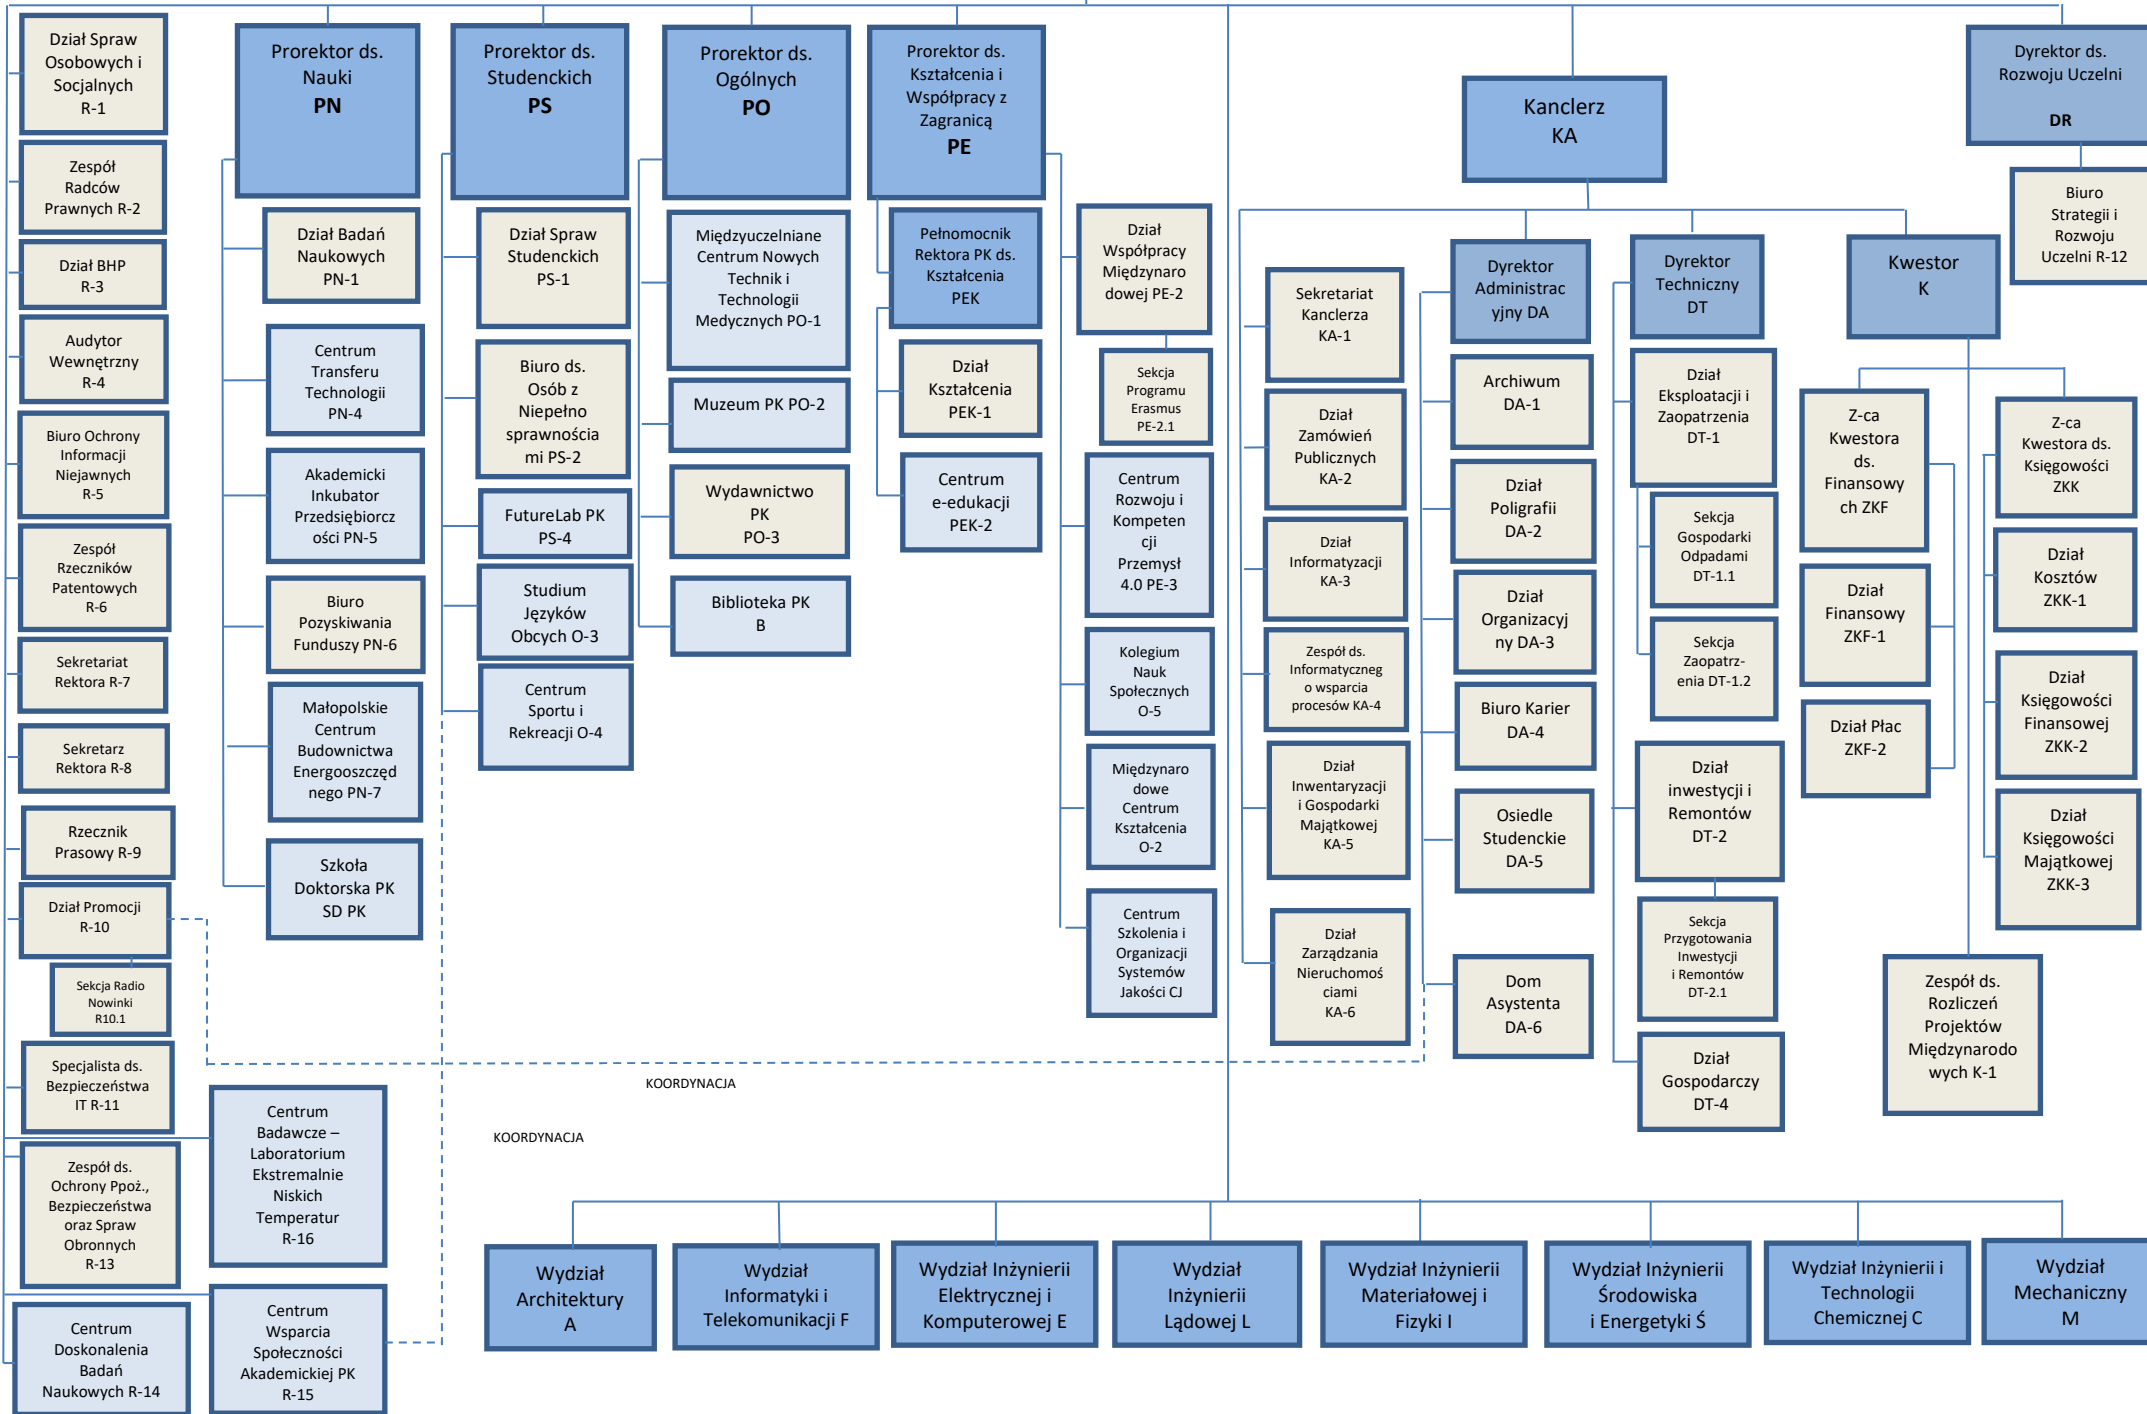 Dział Spraw
Osobowych i
Socjalnych
R-1
Zespół
Radców
Prawnych R-2
Dział BHP
R-3
Audytor
Wewnętrzny
R-4
Biuro Ochrony
Informacji
Niejawnych
R-5
Zespół
Rzeczników
Patentowych
R-6
Sekretariat
Rektora R-7
Sekretarz
Rektora R-8
Rzecznik
Prasowy R-9
Dział Promocji
R-10
Sekcja Radio
Nowinki
R10.1
Specjalista ds.
Bezpieczeństwa
IT R-11
Zespół ds.
Ochrony Ppoż.,
Bezpieczeństwa
oraz Spraw
Obronnych
R-13
Centrum
Doskonalenia
Badań
Naukowych R-14
Centrum
Badawcze –
Laboratorium
Ekstremalnie
Niskich
Temperatur
R-16
Centrum
Wsparcia
Społeczności
Akademickiej PK
R-15
Prorektor ds.
Nauki
PN
Dział Badań
Naukowych
PN-1
Centrum
Transferu
Technologii
PN-4
Akademicki
Inkubator
Przedsiębiorcz
ości PN-5
Biuro
Pozyskiwania
Funduszy PN-6
Małopolskie
Centrum
Budownictwa
Energooszczęd
nego PN-7
Szkoła
Doktorska PK
SD PK
Prorektor ds.
Studenckich
PS
Dział Spraw
Studenckich
PS-1
Biuro ds.
Osób z
Niepełno
sprawnościa
mi PS-2
FutureLab PK
PS-4
Studium
Języków
Obcych O-3
Centrum
Sportu i
Rekreacji O-4
Prorektor ds.
Ogólnych
PO
Międzyuczelniane
Centrum Nowych
Technik i
Technologii
Medycznych PO-1
Muzeum PK PO-2
Wydawnictwo
PK
PO-3
Biblioteka PK
B
Prorektor ds.
Kształcenia i
Współpracy z
Zagranicą
PE
Pełnomocnik
Rektora PK ds.
Kształcenia
PEK
Dział
Kształcenia
PEK-1
Centrum
e-edukacji
PEK-2
Dział
Współpracy
Międzynaro
dowej PE-2
Sekcja
Programu
Erasmus
PE-2.1
Centrum
Rozwoju i
Kompeten
cji
Przemysł
4.0 PE-3
Kolegium
Nauk
Społecznych
O-5
Międzynaro
dowe
Centrum
Kształcenia
O-2
Centrum
Szkolenia i
Organizacji
Systemów
Jakości CJ
Kanclerz
KA
Sekretariat
Kanclerza
KA-1
Dział
Zamówień
Publicznych
KA-2
Dział
Informatyzacji
KA-3
Zespół ds.
Informatyczneg
o wsparcia
procesów KA-4
Dział
Inwentaryzacji
i Gospodarki
Majątkowej
KA-5
Dział
Zarządzania
Nieruchomoś
ciami
KA-6
Dyrektor
Administrac
yjny DA
Archiwum
DA-1
Dział
Poligrafii
DA-2
Dział
Organizacyj
ny DA-3
Biuro Karier
DA-4
Osiedle
Studenckie
DA-5
Dom
Asystenta
DA-6
Dyrektor
Techniczny
DT
Dział
Eksploatacji i
Zaopatrzenia
DT-1
Sekcja
Gospodarki
Odpadami
DT-1.1
Sekcja
Zaopatrz-
enia DT-1.2
Dział
inwestycji i
Remontów
DT-2
Sekcja
Przygotowania
Inwestycji
i Remontów
DT-2.1
Dział
Gospodarczy
DT-4
Kwestor
K
Z-ca
Kwestora
ds.
Finansowy
ch ZKF
Dział
Finansowy
ZKF-1
Dział Płac
ZKF-2
Z-ca
Kwestora ds.
Księgowości
ZKK
Dział
Kosztów
ZKK-1
Dział
Księgowości
Finansowej
ZKK-2
Dział
Księgowości
Majątkowej
ZKK-3
Zespół ds.
Rozliczeń
Projektów
Międzynarodo
wych K-1
Dyrektor ds.
Rozwoju Uczelni
DR
Biuro
Strategii i
Rozwoju
Uczelni R-12
KOORDYNACJA
KOORDYNACJA
Wydział
Architektury
A
Wydział
Informatyki i
Telekomunikacji F
Wydział Inżynierii
Elektrycznej i
Komputerowej E
Wydział
Inżynierii
Lądowej L
Wydział Inżynierii
Materiałowej i
Fizyki I
Wydział Inżynierii
Środowiska
i Energetyki Ś
Wydział Inżynierii i
Technologii
Chemicznej C
Wydział
Mechaniczny
M